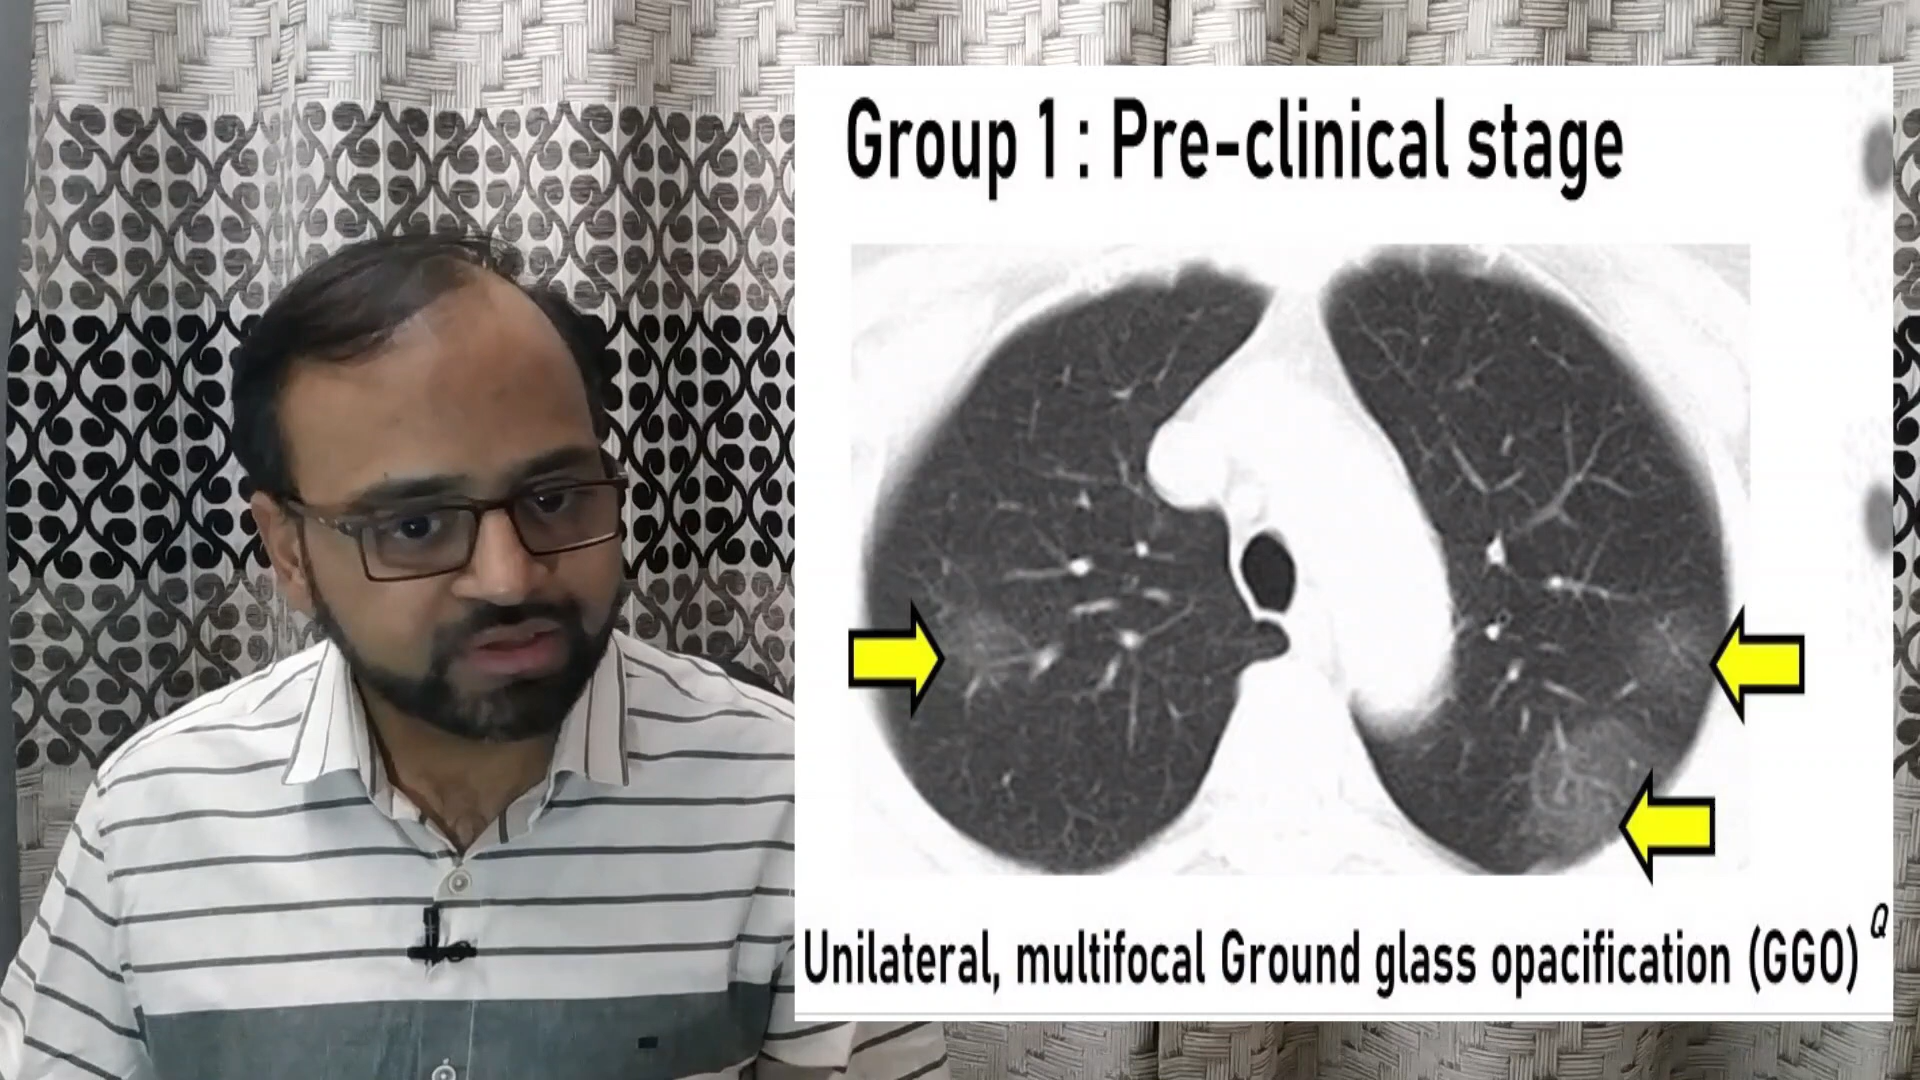 Group 1 : Pre-clinical stage
Unilateral, multifocal Ground glass opacification (GGO) Q